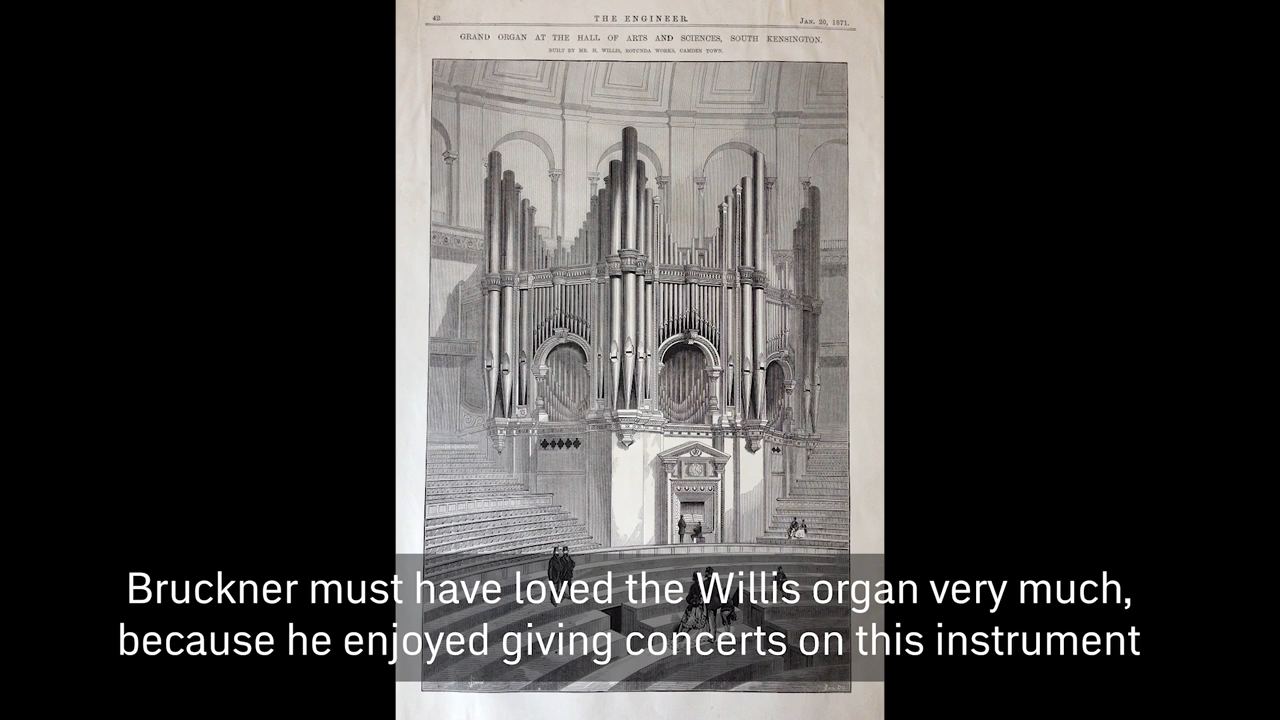 42
THE ENGINEER.
JAN. 20, 1871.
GRAND ORGAN AT THE HALL OF ARTS AND SCIENCES, SOUTH KENSINGTON.
BUILT BY MR. H. WILLIS, ROTUNDA WORKS, CAMDEN TOWN.
Bruckner must have loved the Willis organ very much,
because he enjoyed giving concerts on this instrument